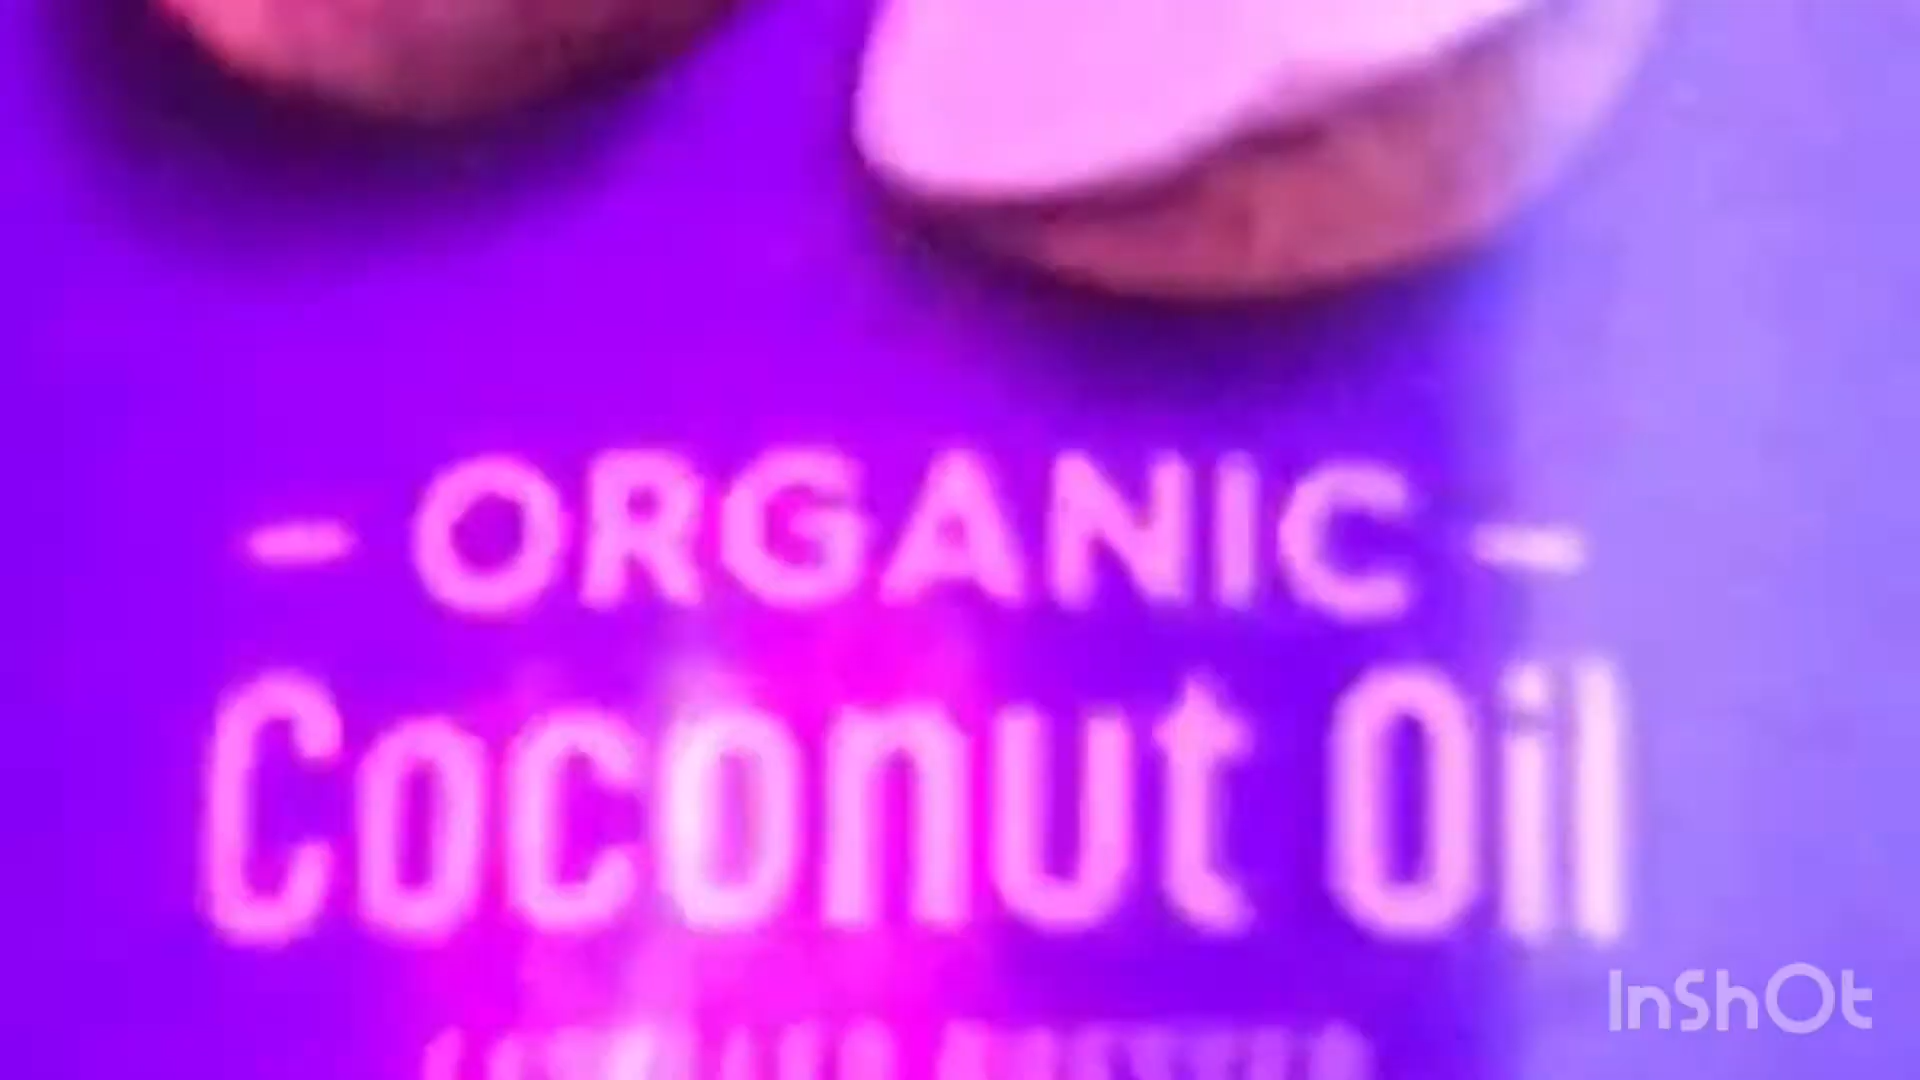 – ORGANIC –
Coconut Oil
InShOt